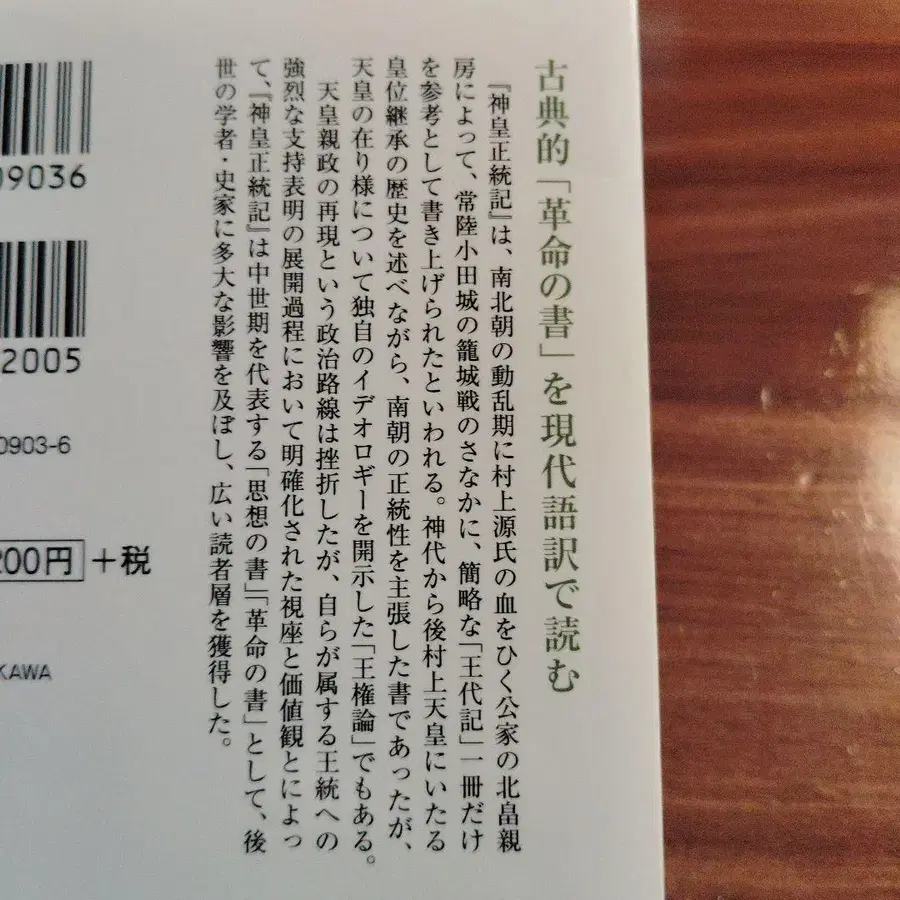 古典的「革命の書」を現代語訳で読む
『神皇正統記』は、南北朝の動乱期に村上源氏の血をひく公家の北畠親
房によって、常陸小田城の籠城戦のさなかに、簡略な「王代記」一冊だけ
を参考として書き上げられたといわれる。神代から後村上天皇にいたる
皇位継承の歴史を述べながら、南朝の正統性を主張した書であったが、
天皇の在り様について独自のイデオロギーを開示した「王権論」でもある。
天皇親政の再現という政治路線は挫折したが、自らが属する王統への
強烈な支持表明の展開過程において明確化された視座と価値観とによっ
て、『神皇正統記』は中世期を代表する「思想の書」「革命の書」として、後
世の学者・史家に多大な影響を及ぼし、広い読者層を獲得した。
09036
2005
0903-6
200円 +税
KAWA